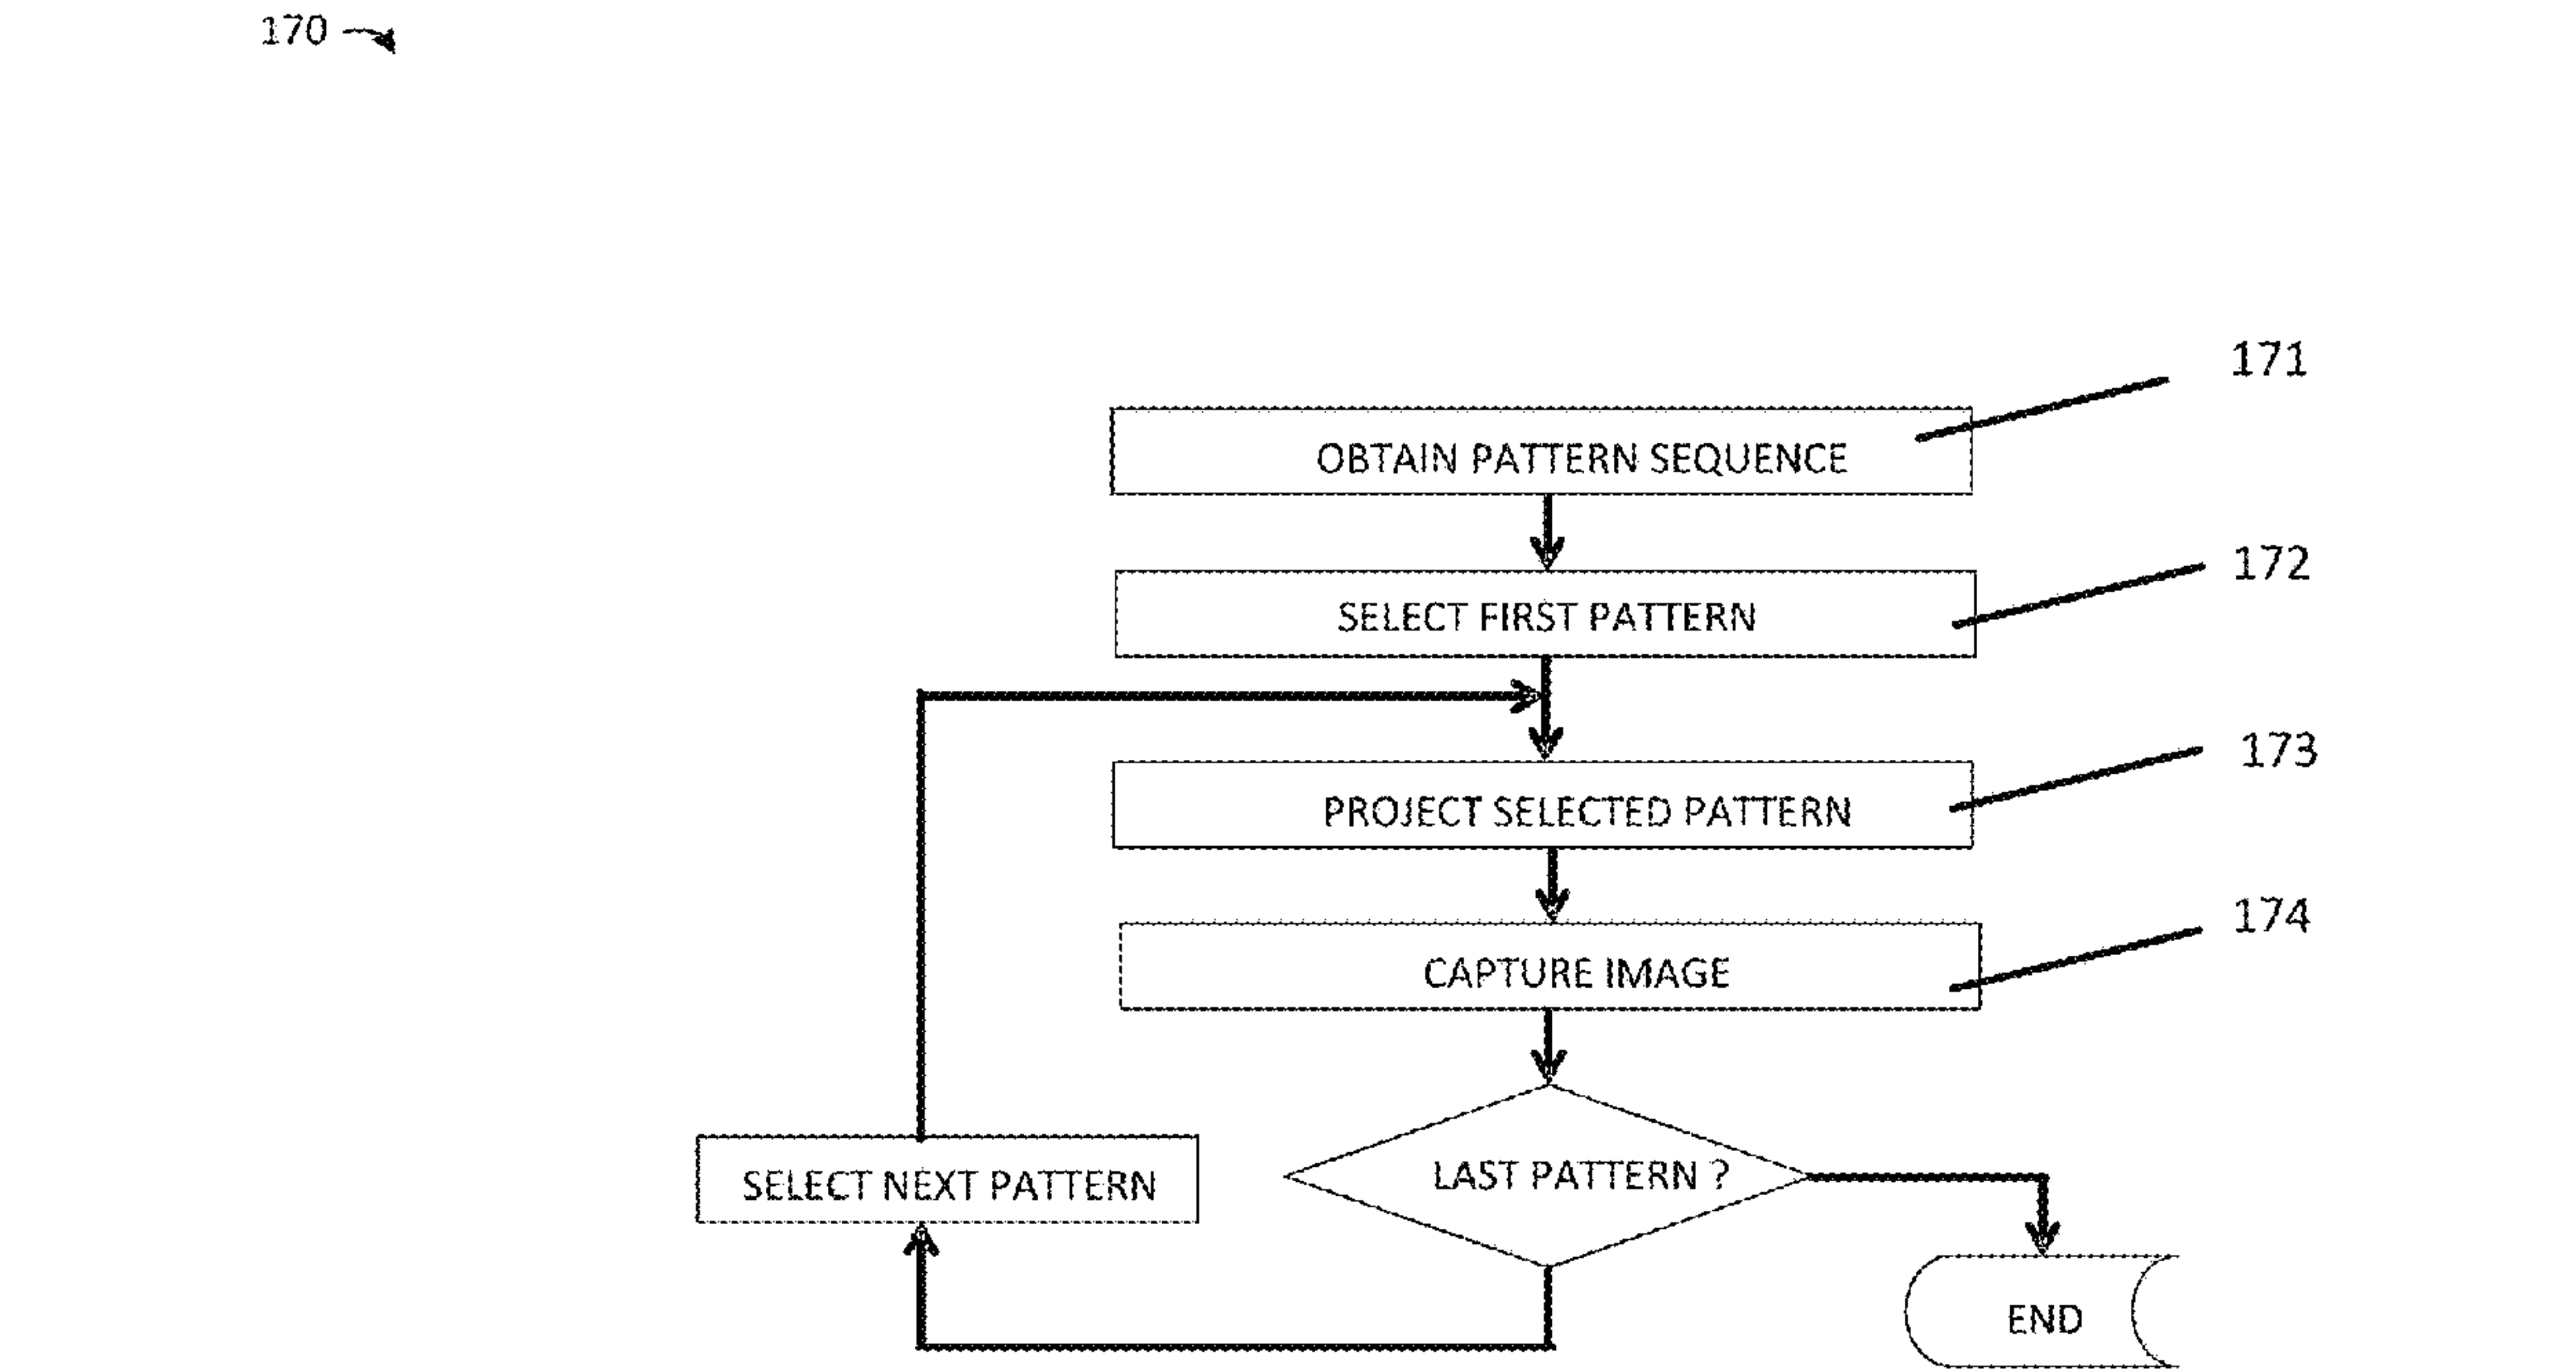 170
171
OBTAIN PATTERN SEQUENCE
172
SELECT FIRST PATTERN
173
PROJECT SELECTED PATTERN
174
CAPTURE IMAGE
LAST PATTERN ?
SELECT NEXT PATTERN
END